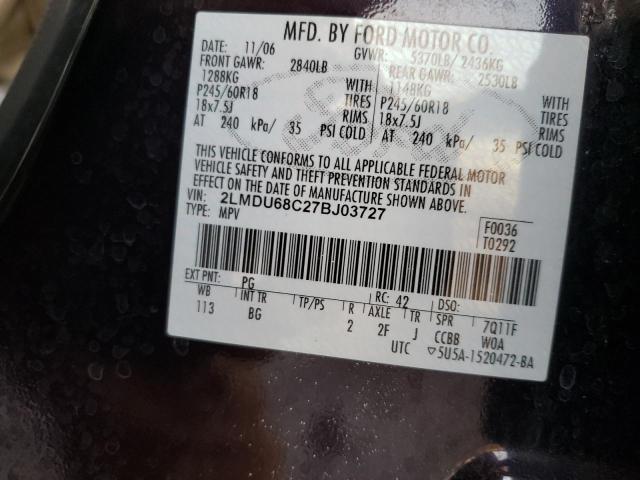 MFD. BY FORD MOTOR CO.
DATE: 11/06 GVWR: 5370LB/ 2436KG
FRONT GAWR: 2840LB REAR GAWR: 2530LB
1288KG 1148KG
P245/60R18 WITH TIRES P245/60R18 WITH TIRES
18x7.5J RIMS 18x7.5J RIMS
AT 240 kPa/ 35 PSI COLD AT 240 kPa/ 35 PSI COLD
THIS VEHICLE CONFORMS TO ALL APPLICABLE FEDERAL MOTOR
VEHICLE SAFETY AND THEFT PREVENTION STANDARDS IN
EFFECT ON THE DATE OF MANUFACTURE SHOWN ABOVE.
VIN: 2LMDU68C27BJ03727 F0036
TYPE: MPV T0292
EXT PNT: PG RC: 42 DSO:
WB INT TR TP/PS R AXLE TR SPR 7Q11F
113 BG 2 2F J CCBB W0A
UTC 5U5A-1520472-BA
Ford